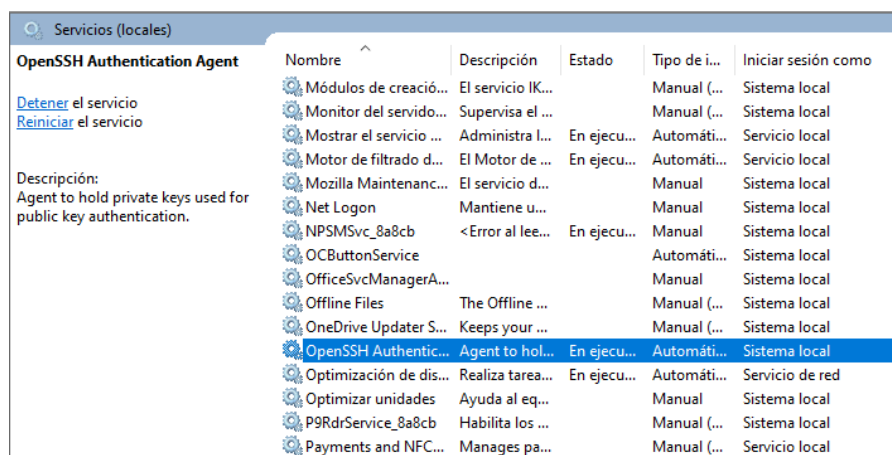 Servicios (locales)
OpenSSH Authentication Agent
Detener el servicio
Reiniciar el servicio
Descripción:
Agent to hold private keys used for
public key authentication.
Nombre Descripción Estado Tipo de i... Iniciar sesión como
Módulos de creació... El servicio IK... Manual (... Sistema local
Monitor del servido... Supervisa el ... Manual (... Sistema local
Mostrar el servicio ... Administra l... En ejecu... Automáti... Servicio local
Motor de filtrado d... El Motor de ... En ejecu... Automáti... Servicio local
Mozilla Maintenanc... El servicio d... Manual Sistema local
Net Logon Mantiene u... Manual Sistema local
NPSMSvc_8a8cb <Error al lee... En ejecu... Manual Sistema local
OCButtonService Automáti... Sistema local
OfficeSvcManagerA... Manual Sistema local
Offline Files The Offline ... Manual (... Sistema local
OneDrive Updater S... Keeps your ... Manual (... Sistema local
OpenSSH Authentic... Agent to hol... En ejecu... Automáti... Sistema local
Optimización de dis... Realiza tarea... En ejecu... Automáti... Servicio de red
Optimizar unidades Ayuda al eq... Manual Sistema local
P9RdrService_8a8cb Habilita los ... Manual (... Sistema local
Payments and NFC... Manages pa... Manual (... Servicio local